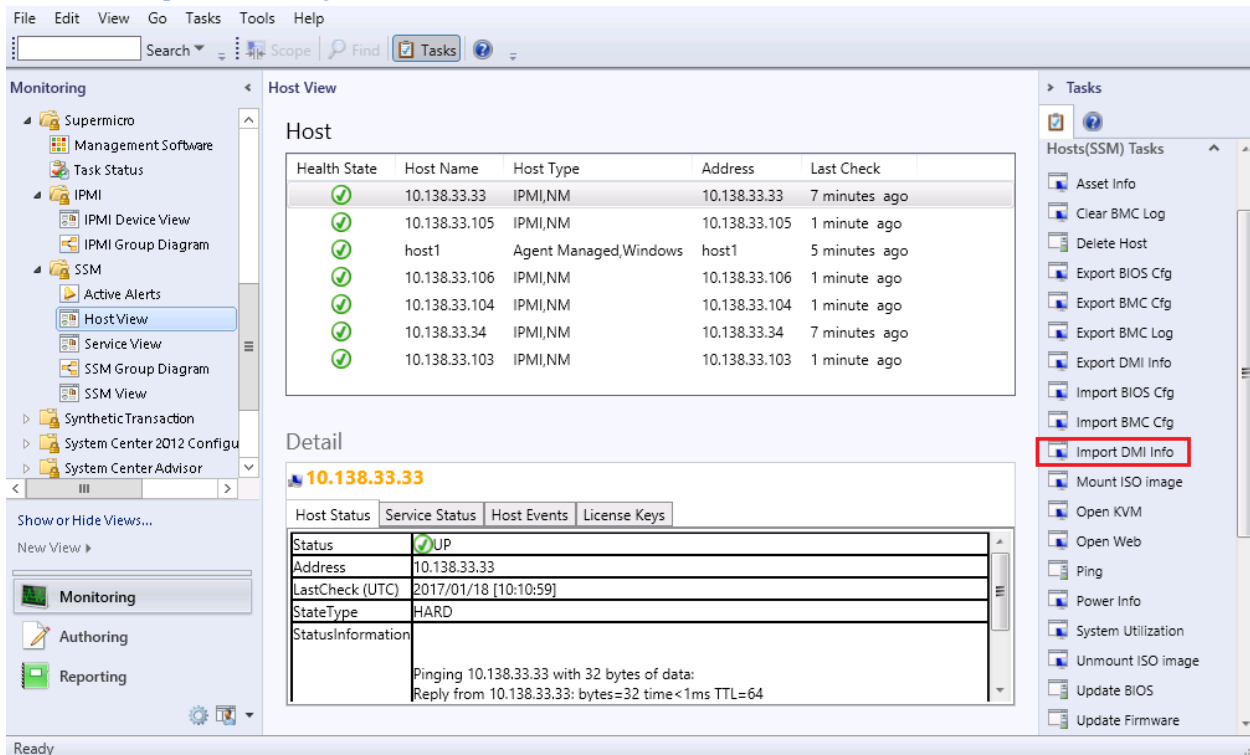 File Edit View Go Tasks Tools Help
Search Scope Find Tasks
Monitoring
Supermicro
Management Software
Task Status
IPMI
IPMI Device View
IPMI Group Diagram
SSM
Active Alerts
Host View
Service View
SSM Group Diagram
SSM View
Synthetic Transaction
System Center 2012 Configu
System Center Advisor
Show or Hide Views...
New View
Monitoring
Authoring
Reporting
Ready
Host View
Host
Health State Host Name Host Type Address Last Check
10.138.33.33 IPMI,NM 10.138.33.33 7 minutes ago
10.138.33.105 IPMI,NM 10.138.33.105 1 minute ago
host1 Agent Managed,Windows host1 5 minutes ago
10.138.33.106 IPMI,NM 10.138.33.106 1 minute ago
10.138.33.104 IPMI,NM 10.138.33.104 1 minute ago
10.138.33.34 IPMI,NM 10.138.33.34 7 minutes ago
10.138.33.103 IPMI,NM 10.138.33.103 1 minute ago
Detail
10.138.33.33
Host Status Service Status Host Events License Keys
Status UP
Address 10.138.33.33
LastCheck (UTC) 2017/01/18 [10:10:59]
StateType HARD
StatusInformation
Pinging 10.138.33.33 with 32 bytes of data:
Reply from 10.138.33.33: bytes=32 time<1ms TTL=64
Tasks
Hosts(SSM) Tasks
Asset Info
Clear BMC Log
Delete Host
Export BIOS Cfg
Export BMC Cfg
Export BMC Log
Export DMI Info
Import BIOS Cfg
Import BMC Cfg
Import DMI Info
Mount ISO image
Open KVM
Open Web
Ping
Power Info
System Utilization
Unmount ISO image
Update BIOS
Update Firmware